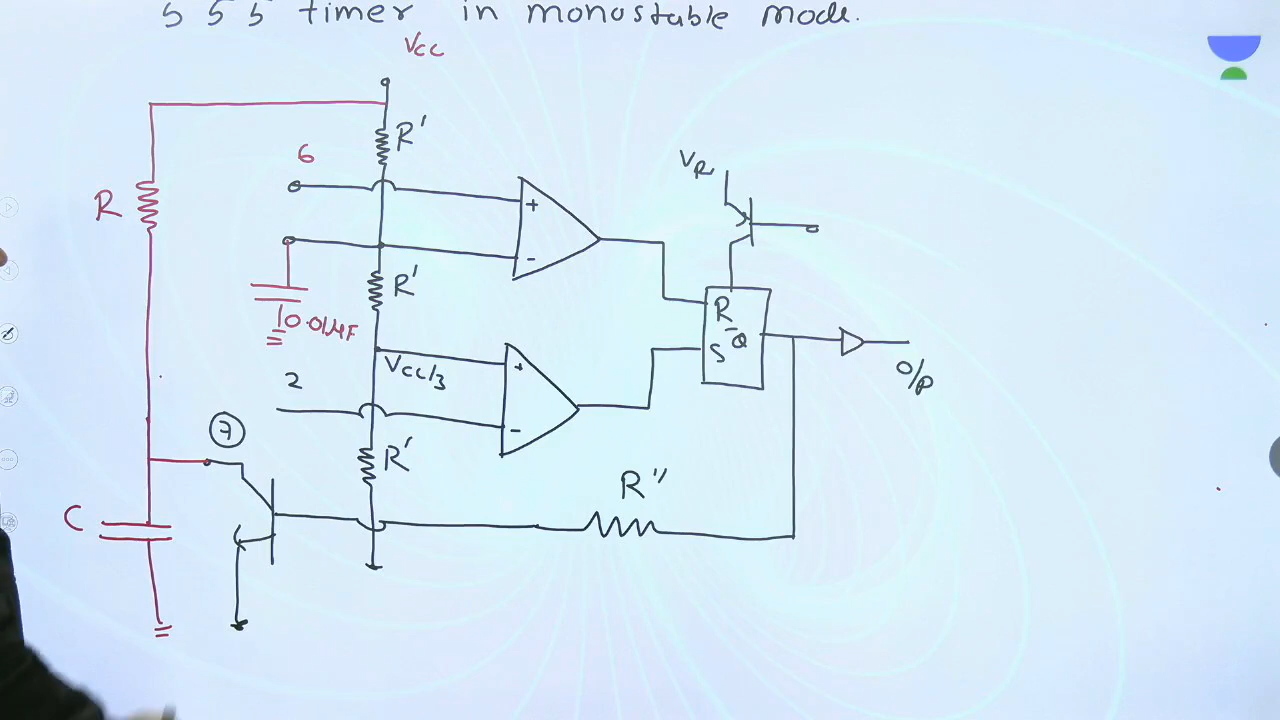 555 timer in monostable mode.
Vcc
R'
6
VR
R
R'
0.01µF
R
S
Q̄
Vcc/3
2
O/P
7
R'
R''
C
+
-
+
-